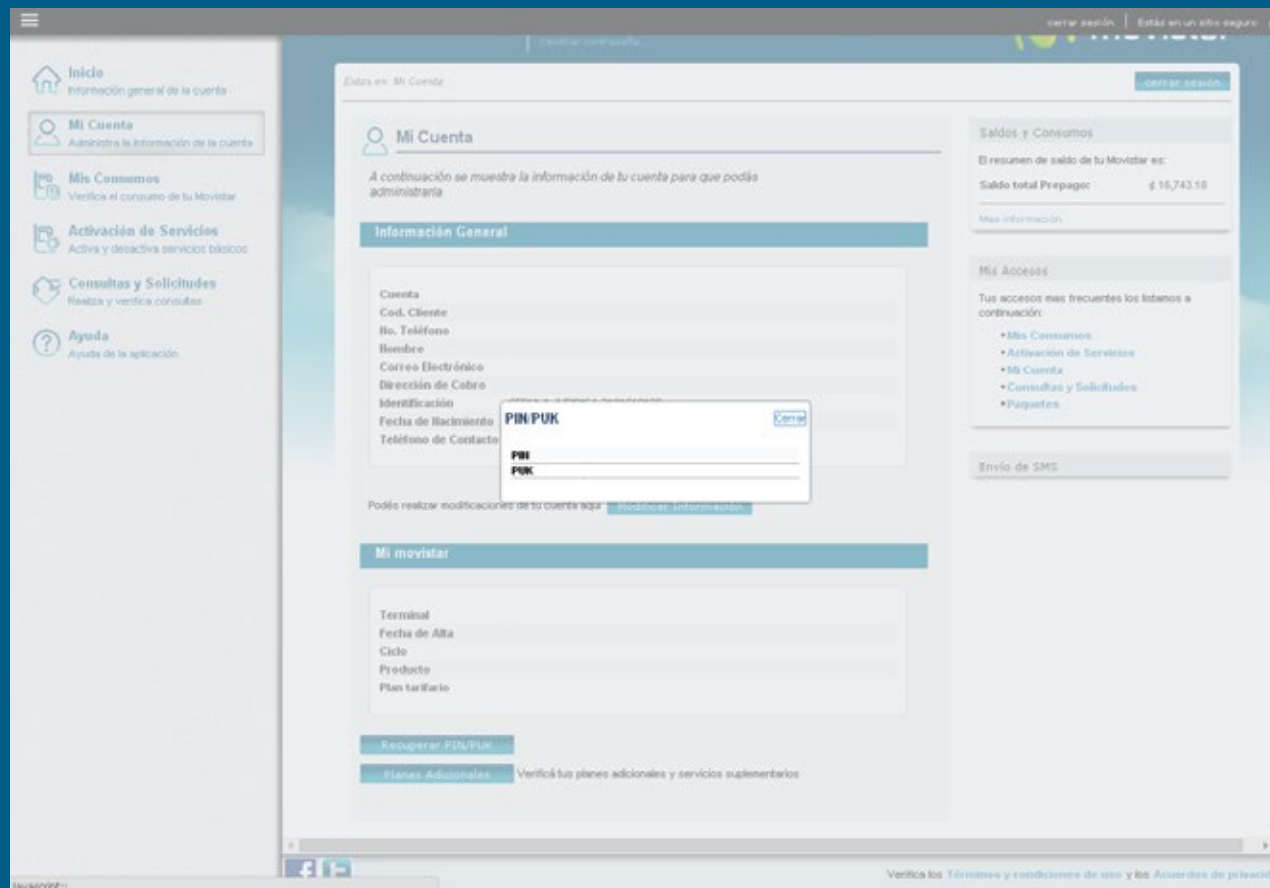 cerrar sesión | Estás en un sitio seguro
cambiar contraseña
movistar
Inicio
Información general de la cuenta
Mi Cuenta
Administra la información de la cuenta
Mis Consumos
Verifica el consumo de tu Movistar
Activación de Servicios
Activa y desactiva servicios básicos
Consultas y Solicitudes
Realiza y verifica consultas
Ayuda
Ayuda de la aplicación
Estas en: Mi Cuenta
cerrar sesión
Mi Cuenta
A continuación se muestra la información de tu cuenta para que podás
administrarla
Información General
Cuenta
Cod. Cliente
No. Teléfono
Nombre
Correo Electrónico
Dirección de Cobro
Identificación
Fecha de Nacimiento
Teléfono de Contacto
PIN/PUK
Cerrar
PIN
PUK
Podés realizar modificaciones de tu cuenta aquí Modificar Información
Mi movistar
Terminal
Fecha de Alta
Ciclo
Producto
Plan tarifario
Recuperar PIN/PUK
Planes Adicionales Verificá tus planes adicionales y servicios suplementarios
Saldos y Consumos
El resumen de saldo de tu Movistar es:
Saldo total Prepago: ¢ 16,743.18
Mas información
Mis Accesos
Tus accesos mas frecuentes los listamos a
continuación:
•Mis Consumos
•Activación de Servicios
•Mi Cuenta
•Consultas y Solicitudes
•Paquetes
Envío de SMS
Verifica los Términos y condiciones de uso y los Acuerdos de privacid